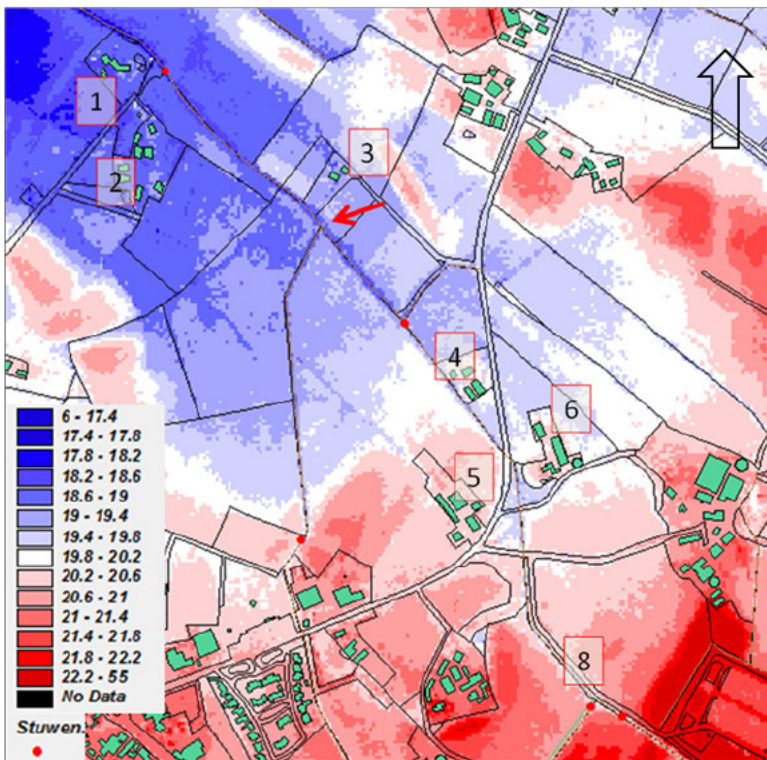 1
2
3
4
5
6
8
6 - 17.4
17.4 - 17.8
17.8 - 18.2
18.2 - 18.6
18.6 - 19
19 - 19.4
19.4 - 19.8
19.8 - 20.2
20.2 - 20.6
20.6 - 21
21 - 21.4
21.4 - 21.8
21.8 - 22.2
22.2 - 55
No Data
Stuwen.